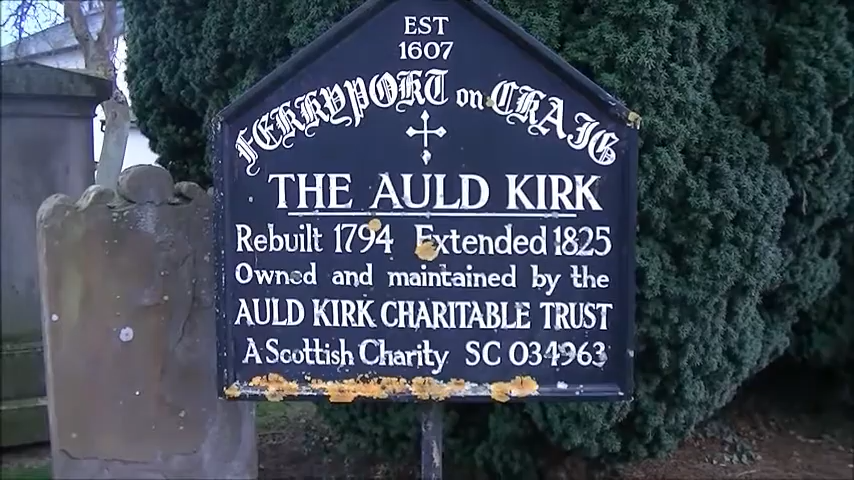 EST
1607
FERRYPORT on CRAIG
THE AULD KIRK
Rebuilt 1794 Extended 1825
Owned and maintained by the
AULD KIRK CHARITABLE TRUST
A Scottish Charity SC 034963